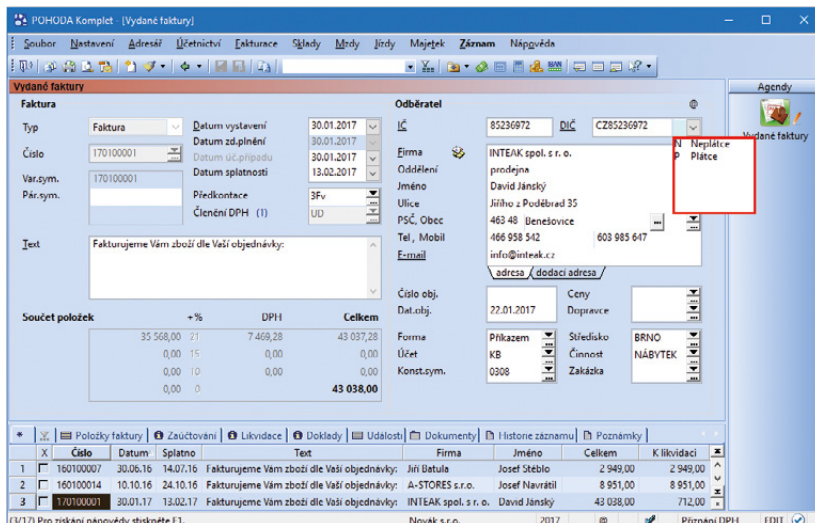 POHODA Komplet - [Vydané faktury]
Soubor Nastavení Adresář Účetnictví Fakturace Sklady Mzdy Jízdy Majetek Záznam Nápověda
Vydané faktury
Agendy
Vydané faktury
Faktura
Typ Faktura
Číslo 170100001
Var.sym. 170100001
Pár.sym.
Datum vystavení 30.01.2017
Datum zd.plnění 30.01.2017
Datum úč.případu 30.01.2017
Datum splatnosti 13.02.2017
Předkontace 3Fv
Členění DPH (1) UD
Text Fakturujeme Vám zboží dle Vaší objednávky:
Součet položek +% DPH Celkem
35 568,00 21 7 469,28 43 037,28
0,00 15 0,00 0,00
0,00 10 0,00 0,00
0,00 0 43 038,00
Odběratel @
IČ 85236972 DIČ CZ85236972
N Neplátce
P Plátce
Firma INTEAK spol. s r. o.
Oddělení prodejna
Jméno David Jánský
Ulice Jiřího z Poděbrad 35
PSČ, Obec 463 48 Benešovice
Tel, Mobil 466 958 542 603 985 647
E-mail info@inteak.cz
adresa dodací adresa
Číslo obj. Ceny
Dat.obj. 22.01.2017 Dopravce
Forma Příkazem Středisko BRNO
Účet KB Činnost NÁBYTEK
Konst.sym. 0308 Zakázka
* Položky faktury Zaúčtování Likvidace Doklady Události Dokumenty Historie záznamu Poznámky
X Číslo Datum Splatno Text Firma Jméno Celkem K likvidaci
1 160100007 30.06.16 14.07.16 Fakturujeme Vám zboží dle Vaší objednávky: Jiří Batula Josef Stéblo 2 949,00 2 949,00
2 160100014 10.10.16 24.10.16 Fakturujeme Vám zboží dle Vaší objednávky: A-STORES s.r.o. Josef Navrátil 8 951,00 8 951,00
3 170100001 30.01.17 13.02.17 Fakturujeme Vám zboží dle Vaší objednávky: INTEAK spol. s r. o. David Jánský 43 038,00 712,00
(3/17) Pro získání nápovědy stiskněte F1. Novák s.r.o. 2017 @ Přiznání DPH EDIT